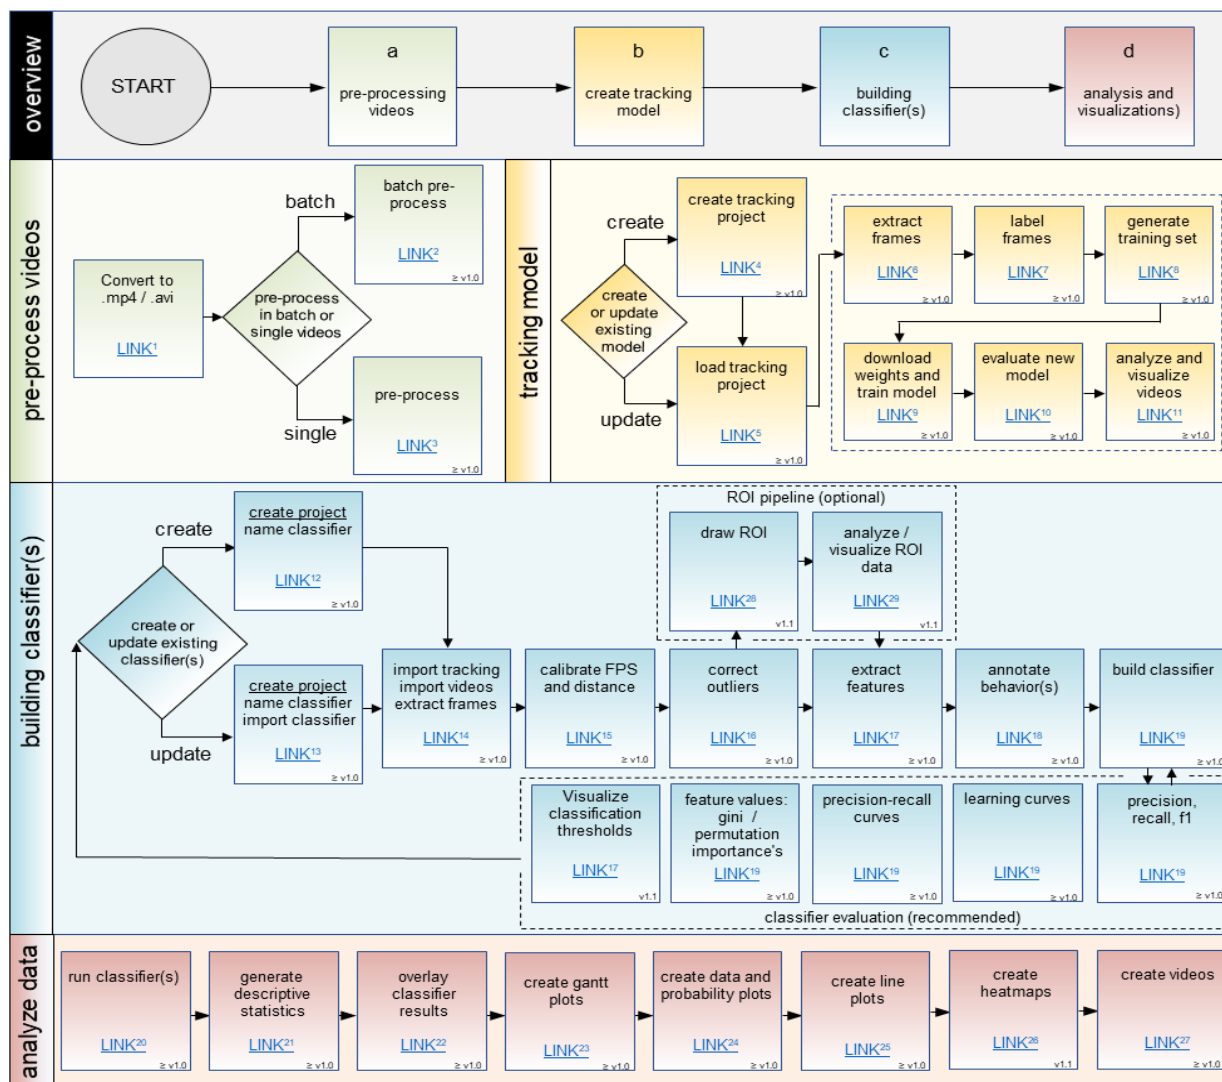 overview
START
a
pre-processing
videos
b
create tracking
model
c
building
classifier(s)
d
analysis and
visualizations)
pre-process videos
Convert to
.mp4 / .avi
LINK1
pre-process
in batch or
single videos
batch
batch pre-
process
LINK2
≥ v1.0
single
pre-process
LINK3
≥ v1.0
tracking model
create
or update
existing
model
create
create tracking
project
LINK4
≥ v1.0
update
load tracking
project
LINK5
≥ v1.0
extract
frames
LINK6
≥ v1.0
label
frames
LINK7
≥ v1.0
generate
training set
LINK8
≥ v1.0
download
weights and
train model
LINK9
≥ v1.0
evaluate new
model
LINK10
≥ v1.0
analyze and
visualize
videos
LINK11
≥ v1.0
building classifier(s)
create or
update existing
classifier(s)
create
create project
name classifier
LINK12
≥ v1.0
update
create project
name classifier
import classifier
LINK13
≥ v1.0
import tracking
import videos
extract frames
LINK14
≥ v1.0
calibrate FPS
and distance
LINK15
≥ v1.0
correct
outliers
LINK16
≥ v1.0
ROI pipeline (optional)
draw ROI
LINK28
v1.1
analyze /
visualize ROI
data
LINK29
v1.1
extract
features
LINK17
≥ v1.0
annotate
behavior(s)
LINK18
≥ v1.0
build classifier
LINK19
≥ v1.0
Visualize
classification
thresholds
LINK17
v1.1
feature values:
gini /
permutation
importance's
LINK19
≥ v1.0
precision-recall
curves
LINK19
≥ v1.0
learning curves
LINK19
≥ v1.0
precision,
recall, f1
LINK19
≥ v1.0
classifier evaluation (recommended)
analyze data
run classifier(s)
LINK20
≥ v1.0
generate
descriptive
statistics
LINK21
≥ v1.0
overlay
classifier
results
LINK22
≥ v1.0
create gantt
plots
LINK23
≥ v1.0
create data and
probability plots
LINK24
≥ v1.0
create line
plots
LINK25
≥ v1.0
create
heatmaps
LINK26
v1.1
create videos
LINK27
≥ v1.0